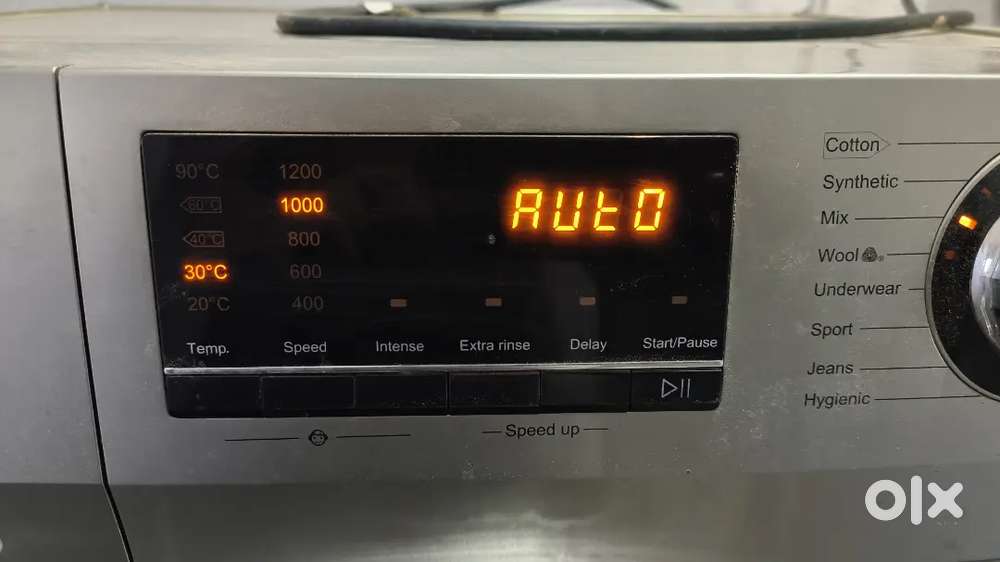 90°C 1200
60°C 1000
AUtO
40°C 800
30°C 600
20°C 400
Temp. Speed Intense Extra rinse Delay Start/Pause
Speed up
Cotton
Synthetic
Mix
Wool
Underwear
Sport
Jeans
Hygienic
olx